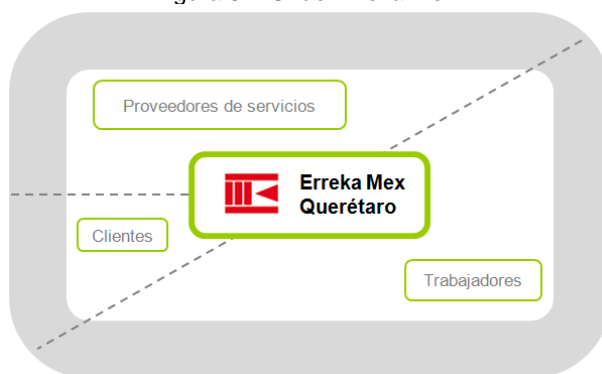 Proveedores de servicios
Erreka Mex
Querétaro
Clientes
Trabajadores